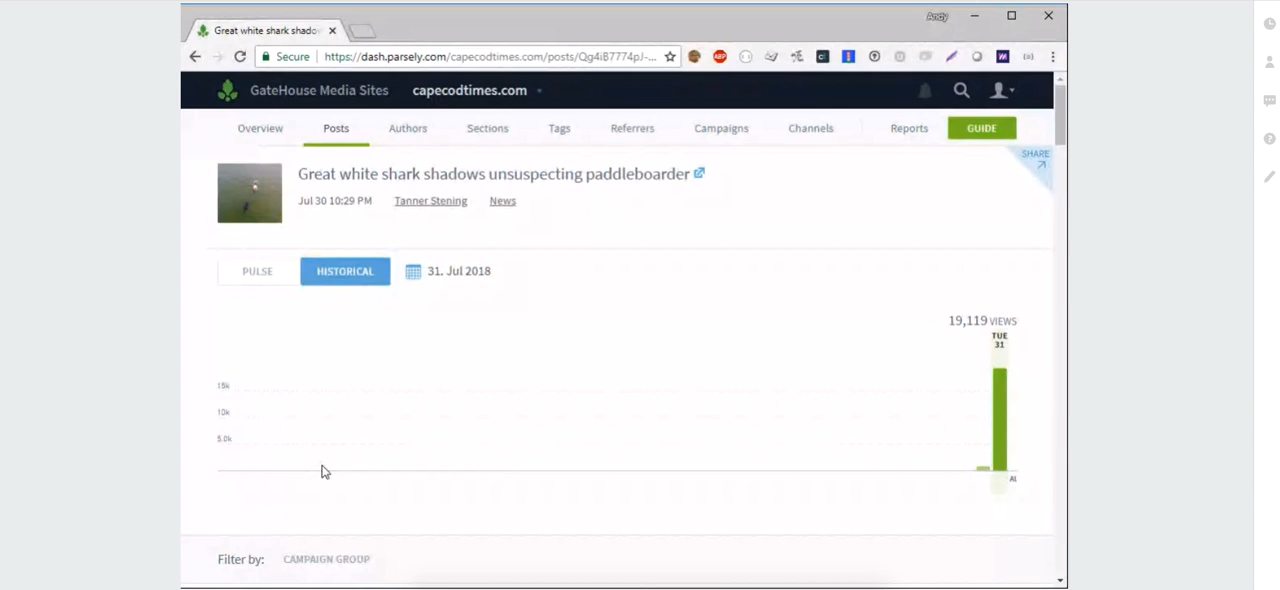 Great white shark shado
Andy
Secure
https://dash.parsely.com/capecodtimes.com/posts/Qg4iB7774pJ-...
ABP
GateHouse Media Sites
capecodtimes.com
Overview
Posts
Authors
Sections
Tags
Referrers
Campaigns
Channels
Reports
GUIDE
SHARE
Great white shark shadows unsuspecting paddleboarder
Jul 30 10:29 PM
Tanner Stening
News
PULSE
HISTORICAL
31. Jul 2018
19,119 VIEWS
TUE
31
15k
10k
5.0k
Filter by:
CAMPAIGN GROUP